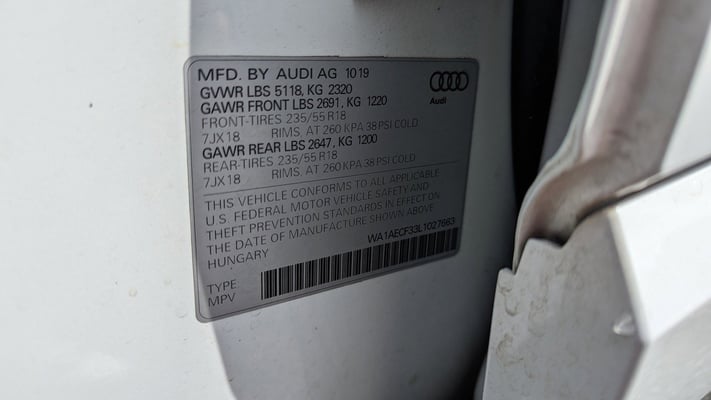 MFD. BY AUDI AG 10 19
GVWR LBS 5118, KG 2320
GAWR FRONT LBS 2691, KG 1220
FRONT-TIRES 235/55 R18
7JX18 RIMS, AT 260 KPA 38 PSI COLD
GAWR REAR LBS 2647, KG 1200
REAR-TIRES 235/55 R18
7JX18 RIMS, AT 260 KPA 38 PSI COLD
THIS VEHICLE CONFORMS TO ALL APPLICABLE
U.S. FEDERAL MOTOR VEHICLE SAFETY AND
THEFT PREVENTION STANDARDS IN EFFECT ON
THE DATE OF MANUFACTURE SHOWN ABOVE
HUNGARY WA1AECF33L1027663
TYPE
MPV
Audi